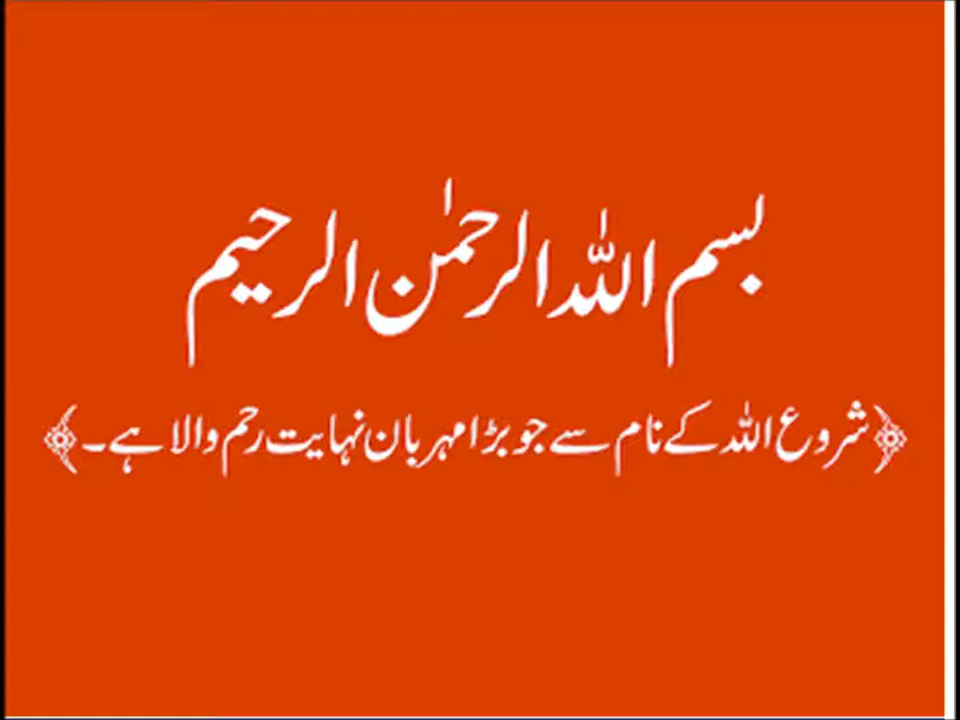 بسم اللہ الرحمٰن الرحیم
﴿شروع اللہ کے نام سے جو بڑا مہربان نہایت رحم والا ہے۔﴾